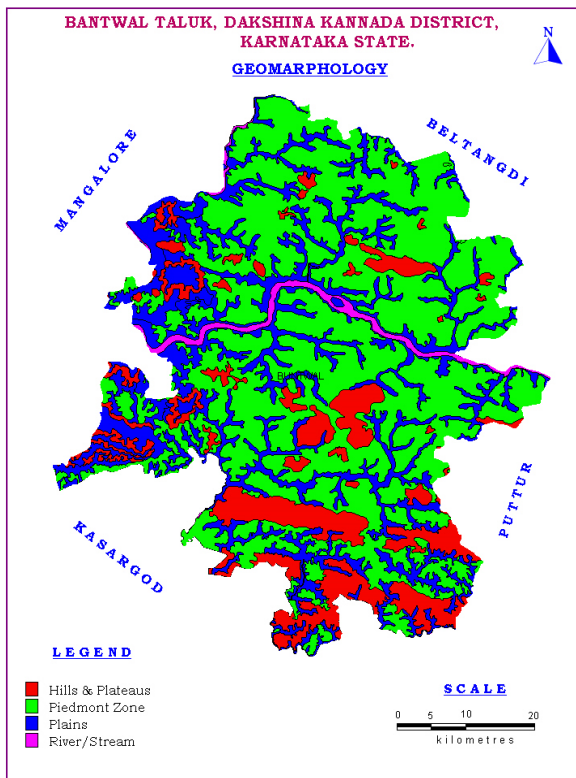 BANTWAL TALUK, DAKSHINA KANNADA DISTRICT,
KARNATAKA STATE.
GEOMARPHOLOGY
N
MANGALORE
BELTANGDI
BUNTWAL
PUTTUR
KASARGOD
LEGEND
Hills & Plateaus
Piedmont Zone
Plains
River/Stream
SCALE
0 5 10 20
kilometres